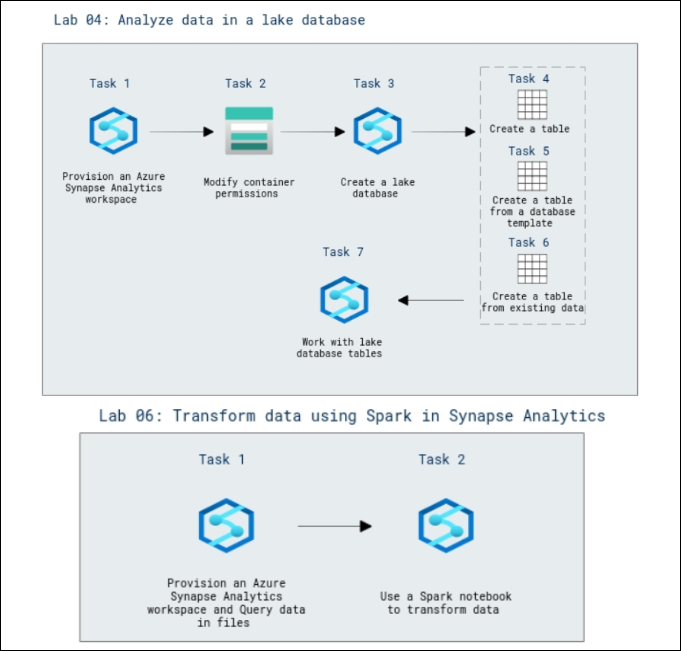 Lab 04: Analyze data in a lake database
Task 1
Provision an Azure
Synapse Analytics
workspace
Task 2
Modify container
permissions
Task 3
Create a lake
database
Task 4
Create a table
Task 5
Create a table
from a database
template
Task 6
Create a table
from existing data
Task 7
Work with lake
database tables
Lab 06: Transform data using Spark in Synapse Analytics
Task 1
Provision an Azure
Synapse Analytics
workspace and Query data
in files
Task 2
Use a Spark notebook
to transform data